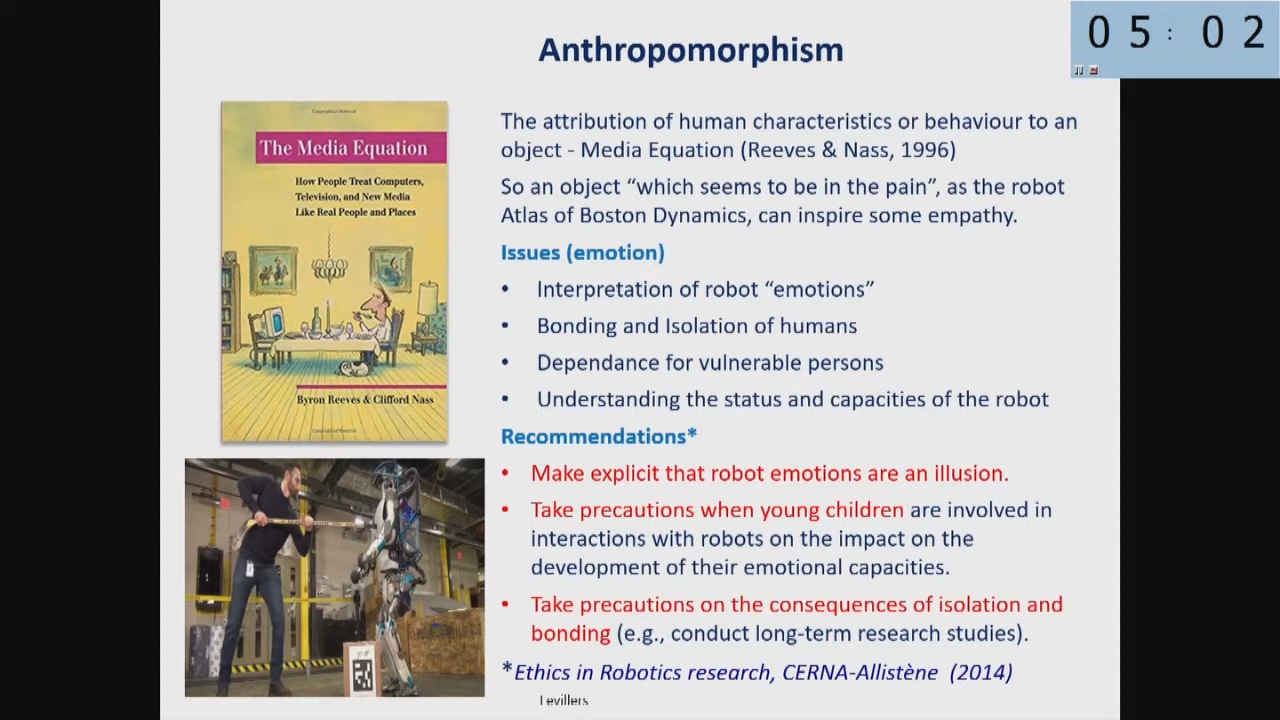 Anthropomorphism
05: 02
The Media Equation
How People Treat Computers,
Television, and New Media
Like Real People and Places
Byron Reeves & Clifford Nass
The attribution of human characteristics or behaviour to an
object - Media Equation (Reeves & Nass, 1996)
So an object “which seems to be in the pain”, as the robot
Atlas of Boston Dynamics, can inspire some empathy.
Issues (emotion)
• Interpretation of robot “emotions”
• Bonding and Isolation of humans
• Dependance for vulnerable persons
• Understanding the status and capacities of the robot
Recommendations*
• Make explicit that robot emotions are an illusion.
• Take precautions when young children are involved in
interactions with robots on the impact on the
development of their emotional capacities.
• Take precautions on the consequences of isolation and
bonding (e.g., conduct long-term research studies).
*Ethics in Robotics research, CERNA-Allistène (2014)